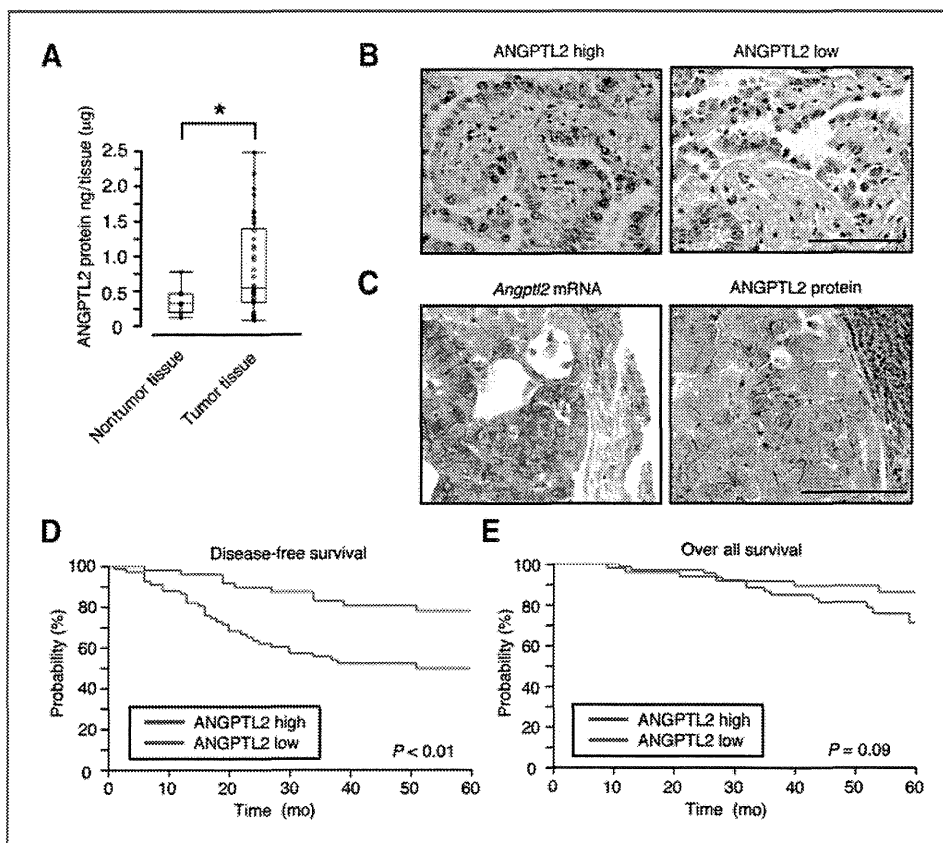 A
*
ANGPTL2 protein ng/tissue (µg)
2.5
2.0
1.5
1.0
0.5
0
Nontumor tissue
Tumor tissue
B
ANGPTL2 high
ANGPTL2 low
C
Angptl2 mRNA
ANGPTL2 protein
D
Disease-free survival
Probability (%)
100
80
60
40
20
0
ANGPTL2 high
ANGPTL2 low
P < 0.01
0
10
20
30
40
50
60
Time (mo)
E
Over all survival
Probability (%)
100
80
60
40
20
0
ANGPTL2 high
ANGPTL2 low
P = 0.09
0
10
20
30
40
50
60
Time (mo)